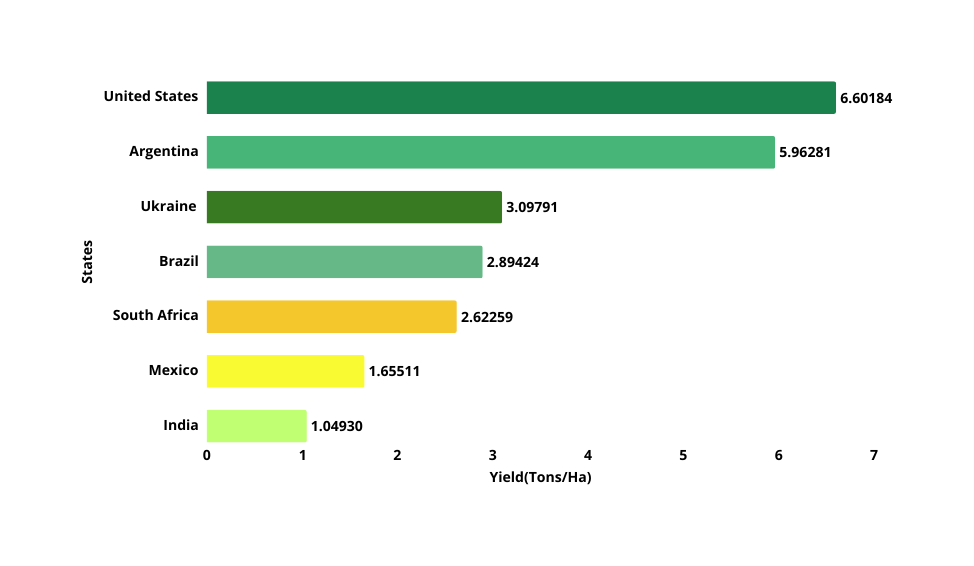 United States 6.60184
Argentina 5.96281
Ukraine 3.09791
Brazil 2.89424
States
South Africa 2.62259
Mexico 1.65511
India 1.04930
0 1 2 3 4 5 6 7
Yield(Tons/Ha)